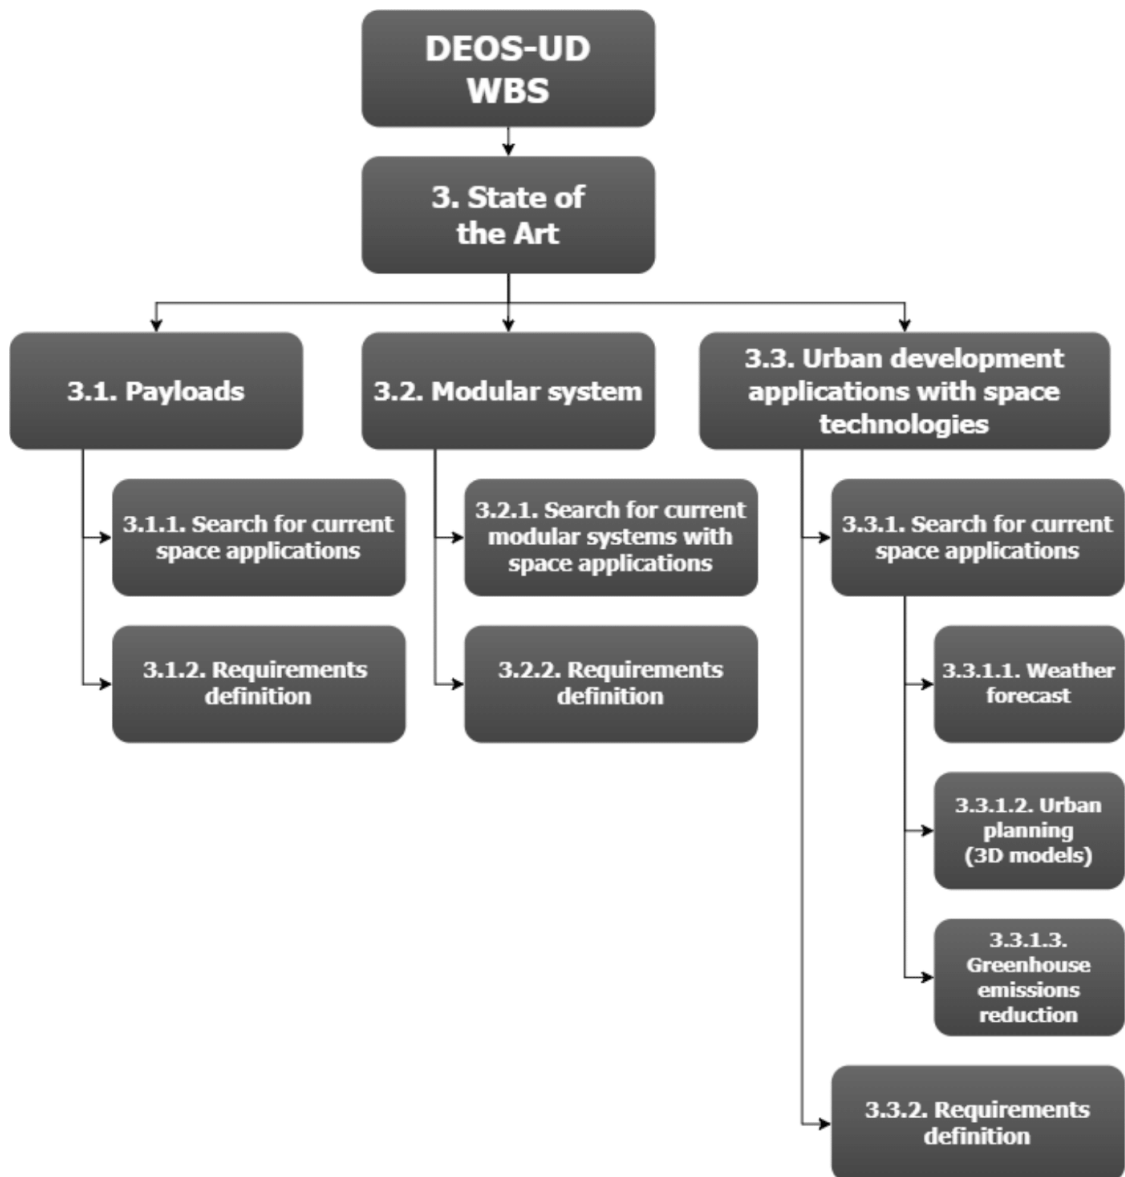 DEOS-UD
WBS
3. State of
the Art
3.1. Payloads
3.2. Modular system
3.3. Urban development
applications with space
technologies
3.1.1. Search for current
space applications
3.2.1. Search for current
modular systems with
space applications
3.3.1. Search for current
space applications
3.1.2. Requirements
definition
3.2.2. Requirements
definition
3.3.1.1. Weather
forecast
3.3.1.2. Urban
planning
(3D models)
3.3.1.3.
Greenhouse
emissions
reduction
3.3.2. Requirements
definition